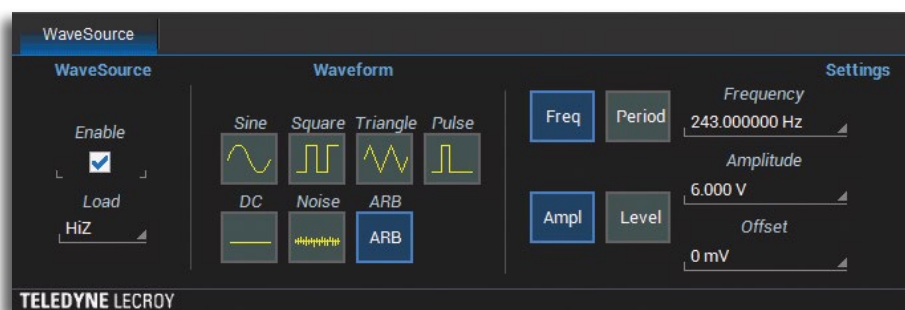 WaveSource
WaveSource
Waveform
Settings
Enable
Load
HiZ
Sine Square Triangle Pulse
DC Noise ARB
ARB
Freq Period
Ampl Level
Frequency
243.000000 Hz
Amplitude
6.000 V
Offset
0 mV
TELEDYNE LECROY